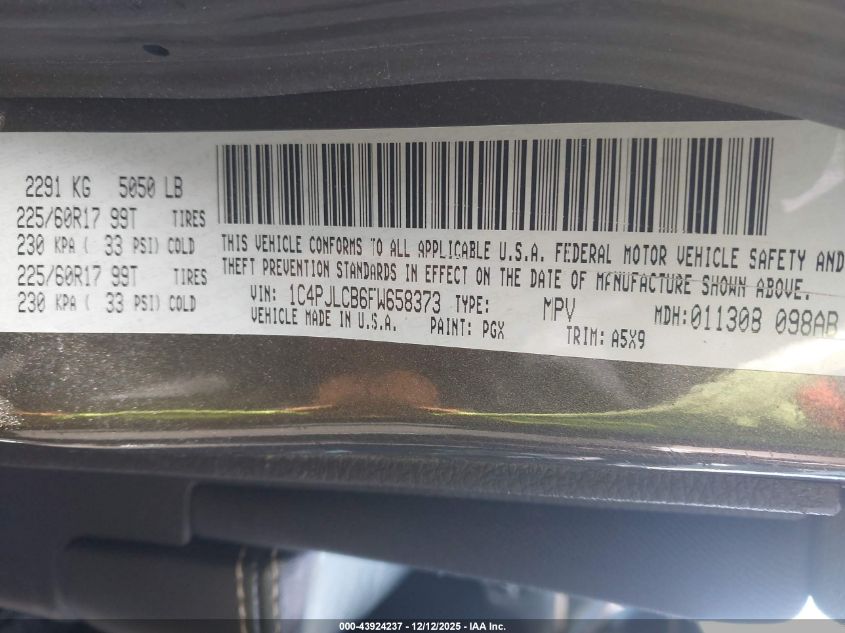 2291 KG 5050 LB
225/60R17 99T TIRES
230 KPA ( 33 PSI) COLD
225/60R17 99T TIRES
230 KPA ( 33 PSI) COLD
THIS VEHICLE CONFORMS TO ALL APPLICABLE U.S.A. FEDERAL MOTOR VEHICLE SAFETY AND
THEFT PREVENTION STANDARDS IN EFFECT ON THE DATE OF MANUFACTURE SHOWN ABOVE.
VIN: 1C4PJLCB6FW658373 TYPE: MPV MDH:011308 098AB
VEHICLE MADE IN U.S.A. PAINT: PGX TRIM: A5X9
000-43924237 - 12/12/2025 - IAA Inc.